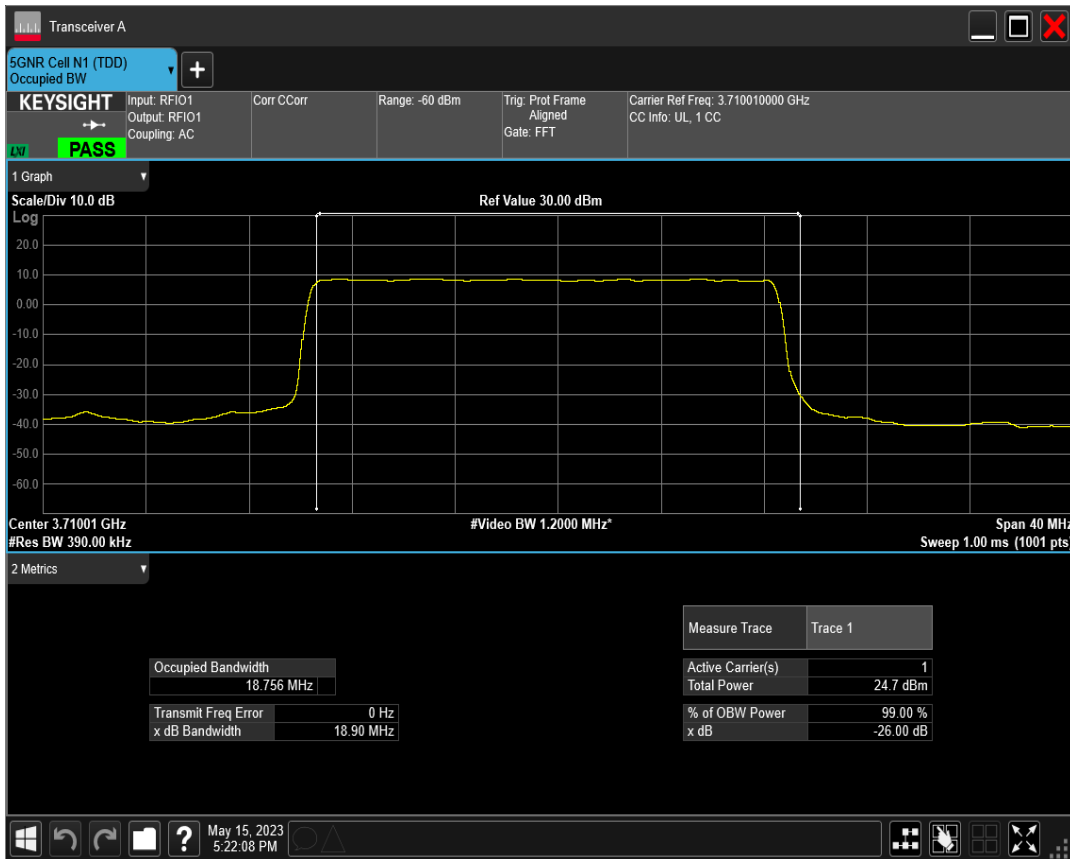 Transceiver A
5GNR Cell N1 (TDD)
Occupied BW
+
KEYSIGHT
LXI
PASS
Input: RFIO1
Output: RFIO1
Coupling: AC
Corr CCorr
Range: -60 dBm
Trig: Prot Frame
Aligned
Gate: FFT
Carrier Ref Freq: 3.710010000 GHz
CC Info: UL, 1 CC
1 Graph
Scale/Div 10.0 dB
Ref Value 30.00 dBm
Log
20.0
10.0
0.00
-10.0
-20.0
-30.0
-40.0
-50.0
-60.0
Center 3.71001 GHz
#Video BW 1.2000 MHz*
Span 40 MHz
#Res BW 390.00 kHz
Sweep 1.00 ms (1001 pts)
2 Metrics
Measure Trace Trace 1
Occupied Bandwidth
18.756 MHz
Active Carrier(s) 1
Total Power 24.7 dBm
Transmit Freq Error 0 Hz
x dB Bandwidth 18.90 MHz
% of OBW Power 99.00 %
x dB -26.00 dB
?
May 15, 2023
5:22:08 PM